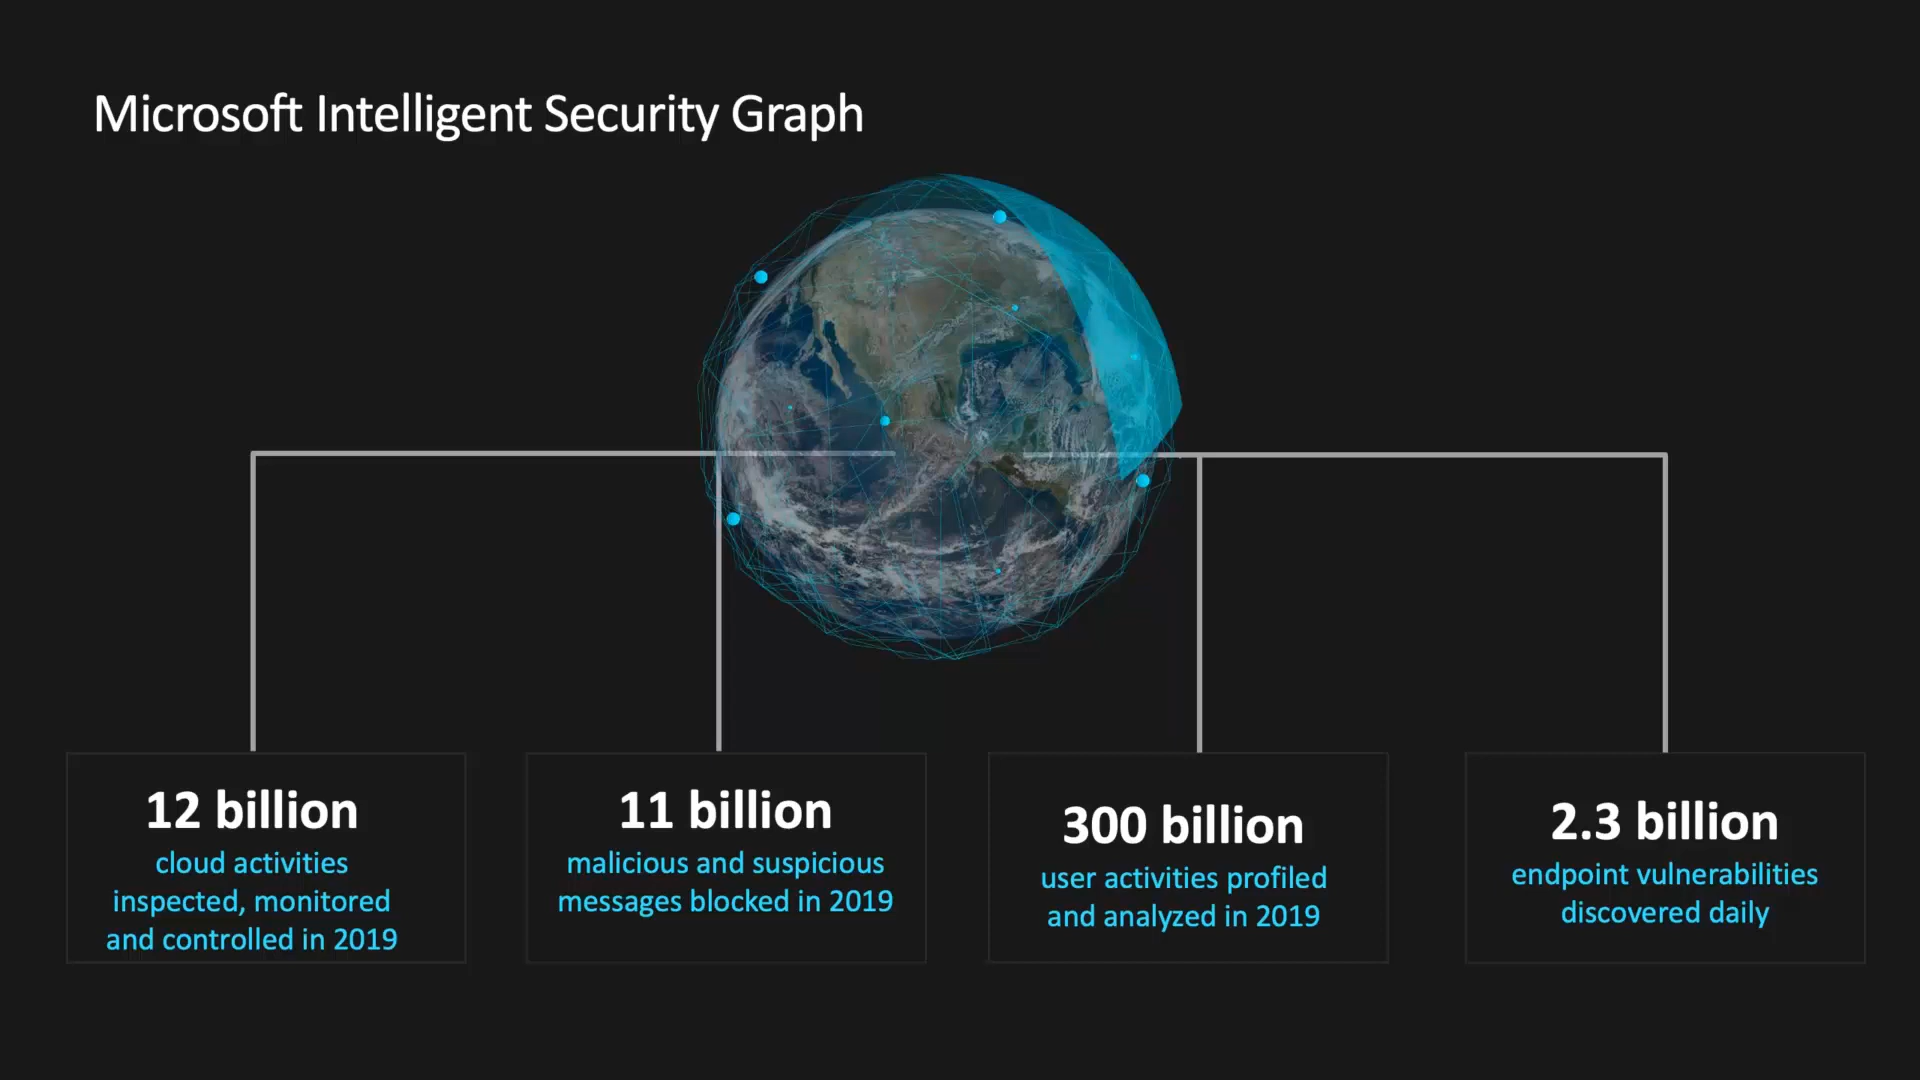 Microsoft Intelligent Security Graph
12 billion
cloud activities
inspected, monitored
and controlled in 2019
11 billion
malicious and suspicious
messages blocked in 2019
300 billion
user activities profiled
and analyzed in 2019
2.3 billion
endpoint vulnerabilities
discovered daily